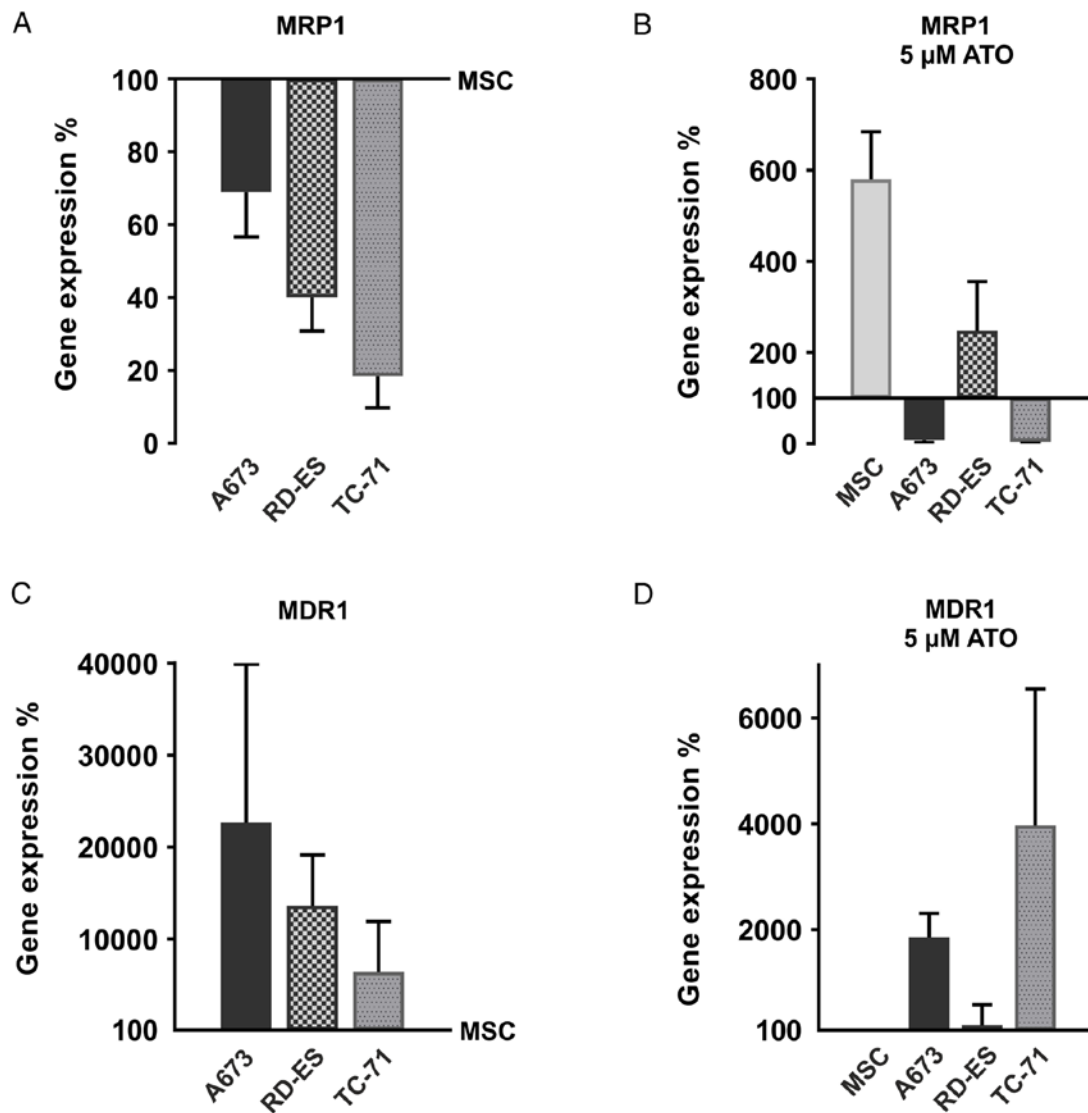 A
MRP1
Gene expression %
100
80
60
40
20
0
MSC
A673
RD-ES
TC-71
B
MRP1
5 µM ATO
Gene expression %
800
600
400
200
100
0
MSC
A673
RD-ES
TC-71
C
MDR1
Gene expression %
40000
30000
20000
10000
100
MSC
A673
RD-ES
TC-71
D
MDR1
5 µM ATO
Gene expression %
6000
4000
2000
100
MSC
A673
RD-ES
TC-71